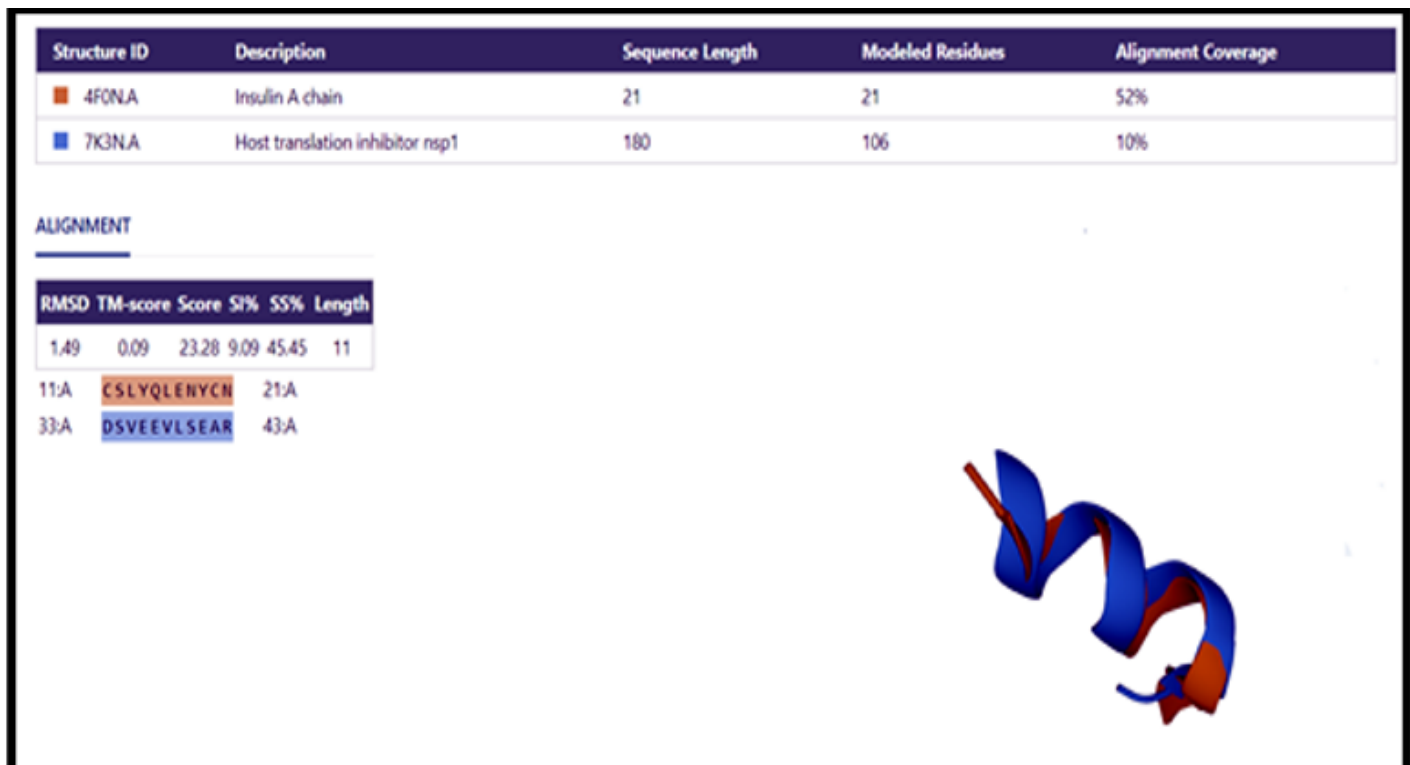 Structure ID Description Sequence Length Modeled Residues Alignment Coverage
4F0N.A Insulin A chain 21 21 52%
7K3N.A Host translation inhibitor nsp1 180 106 10%
ALIGNMENT
RMSD TM-score Score SI% SS% Length
1.49 0.09 23.28 9.09 45.45 11
11:A CSLYQLENYCN 21:A
33:A DSVEEVLSEAR 43:A